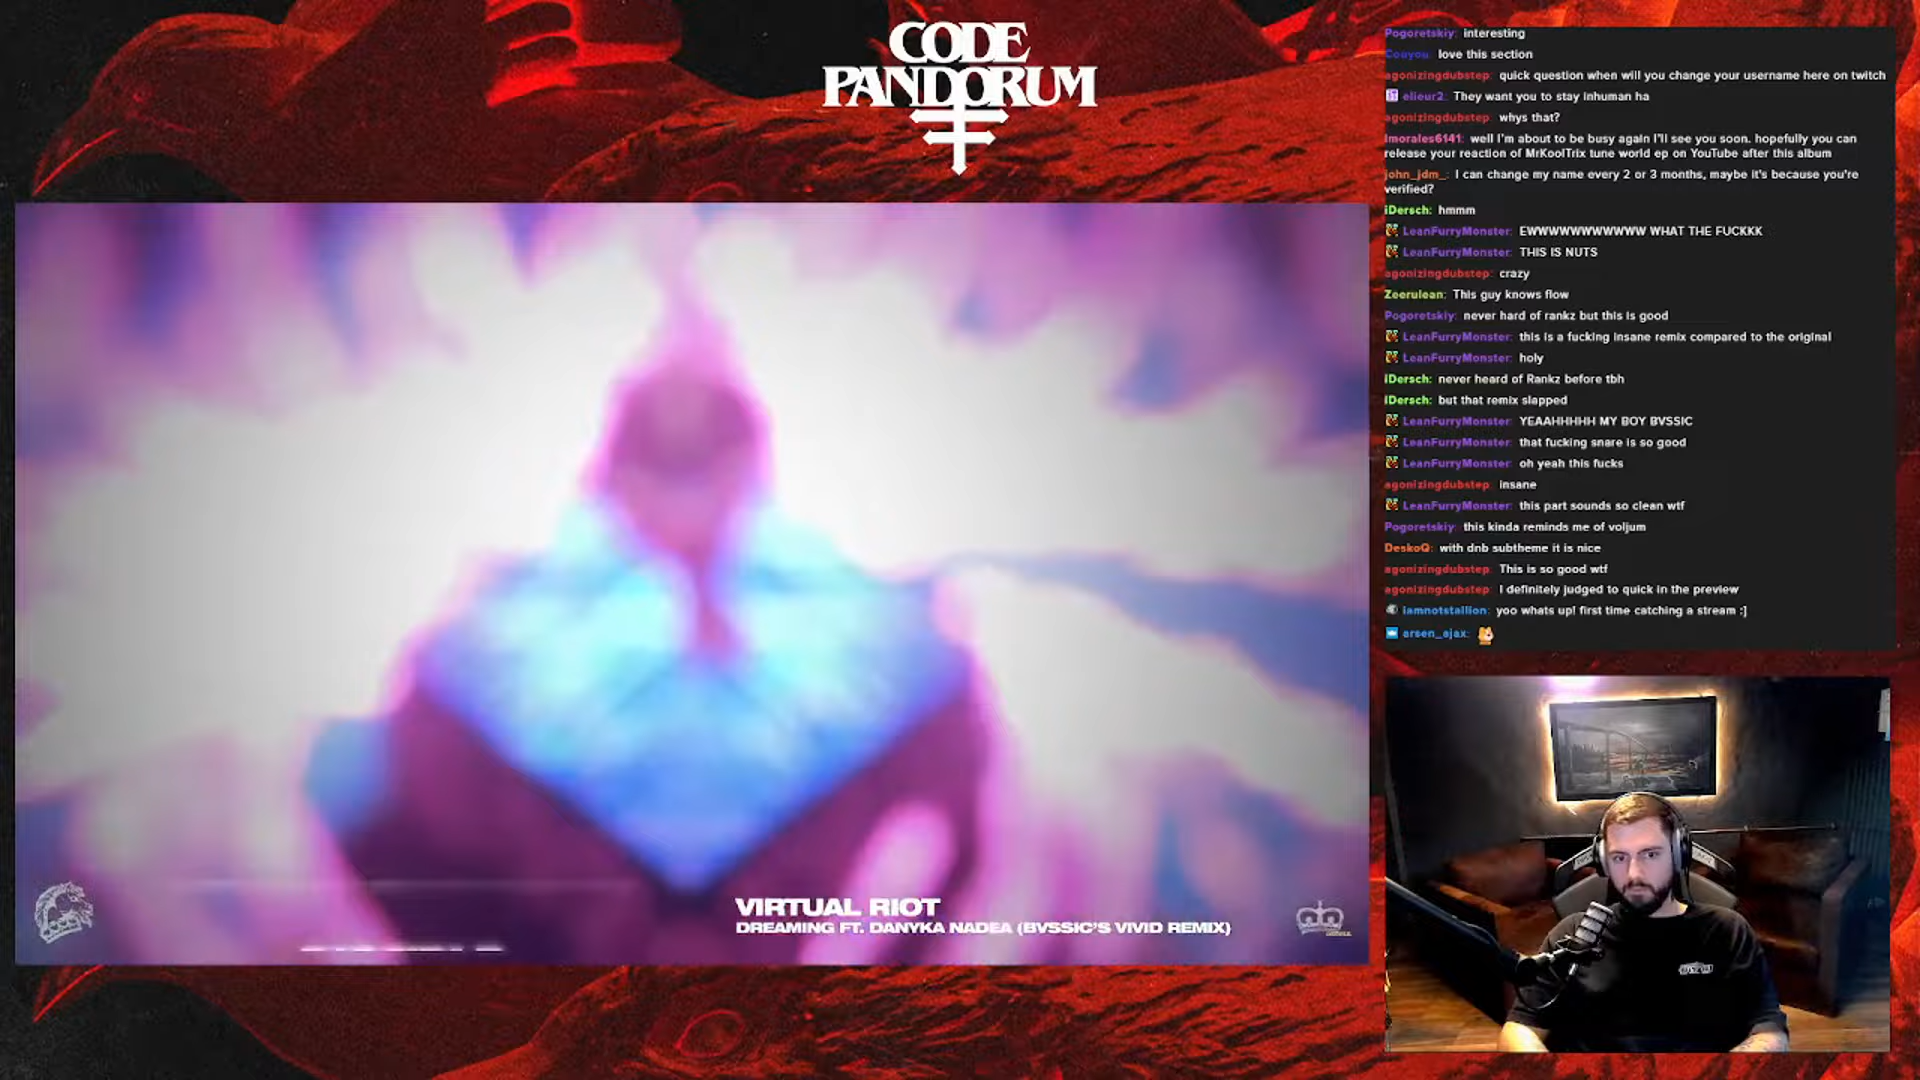 CODE
PANDORUM
Pogoretskiy: interesting
Cooyou: love this section
agonizingdubstep: quick question when will you change your username here on twitch
elieur2: They want you to stay inhuman ha
agonizingdubstep: whys that?
lmorales6141: well I'm about to be busy again I'll see you soon. hopefully you can
release your reaction of MrKoolTrix tune world ep on YouTube after this album
john_jdm_: I can change my name every 2 or 3 months, maybe it's because you're
verified?
iDersch: hmmm
LeanFurryMonster: EWWWWWWWWWWW WHAT THE FUCKKK
LeanFurryMonster: THIS IS NUTS
agonizingdubstep: crazy
Zeerulean: This guy knows flow
Pogoretskiy: never hard of rankz but this is good
LeanFurryMonster: this is a fucking insane remix compared to the original
LeanFurryMonster: holy
iDersch: never heard of Rankz before tbh
iDersch: but that remix slapped
LeanFurryMonster: YEAAHHHHH MY BOY BVSSIC
LeanFurryMonster: that fucking snare is so good
LeanFurryMonster: oh yeah this fucks
agonizingdubstep: insane
LeanFurryMonster: this part sounds so clean wtf
Pogoretskiy: this kinda reminds me of voljum
DeskoQ: with dnb subtheme it is nice
agonizingdubstep: This is so good wtf
agonizingdubstep: I definitely judged to quick in the preview
iamnotstallion: yoo whats up! first time catching a stream :]
arsen_ajax:
VIRTUAL RIOT
DREAMING FT. DANYKA NADEA (BVSSIC'S VIVID REMIX)